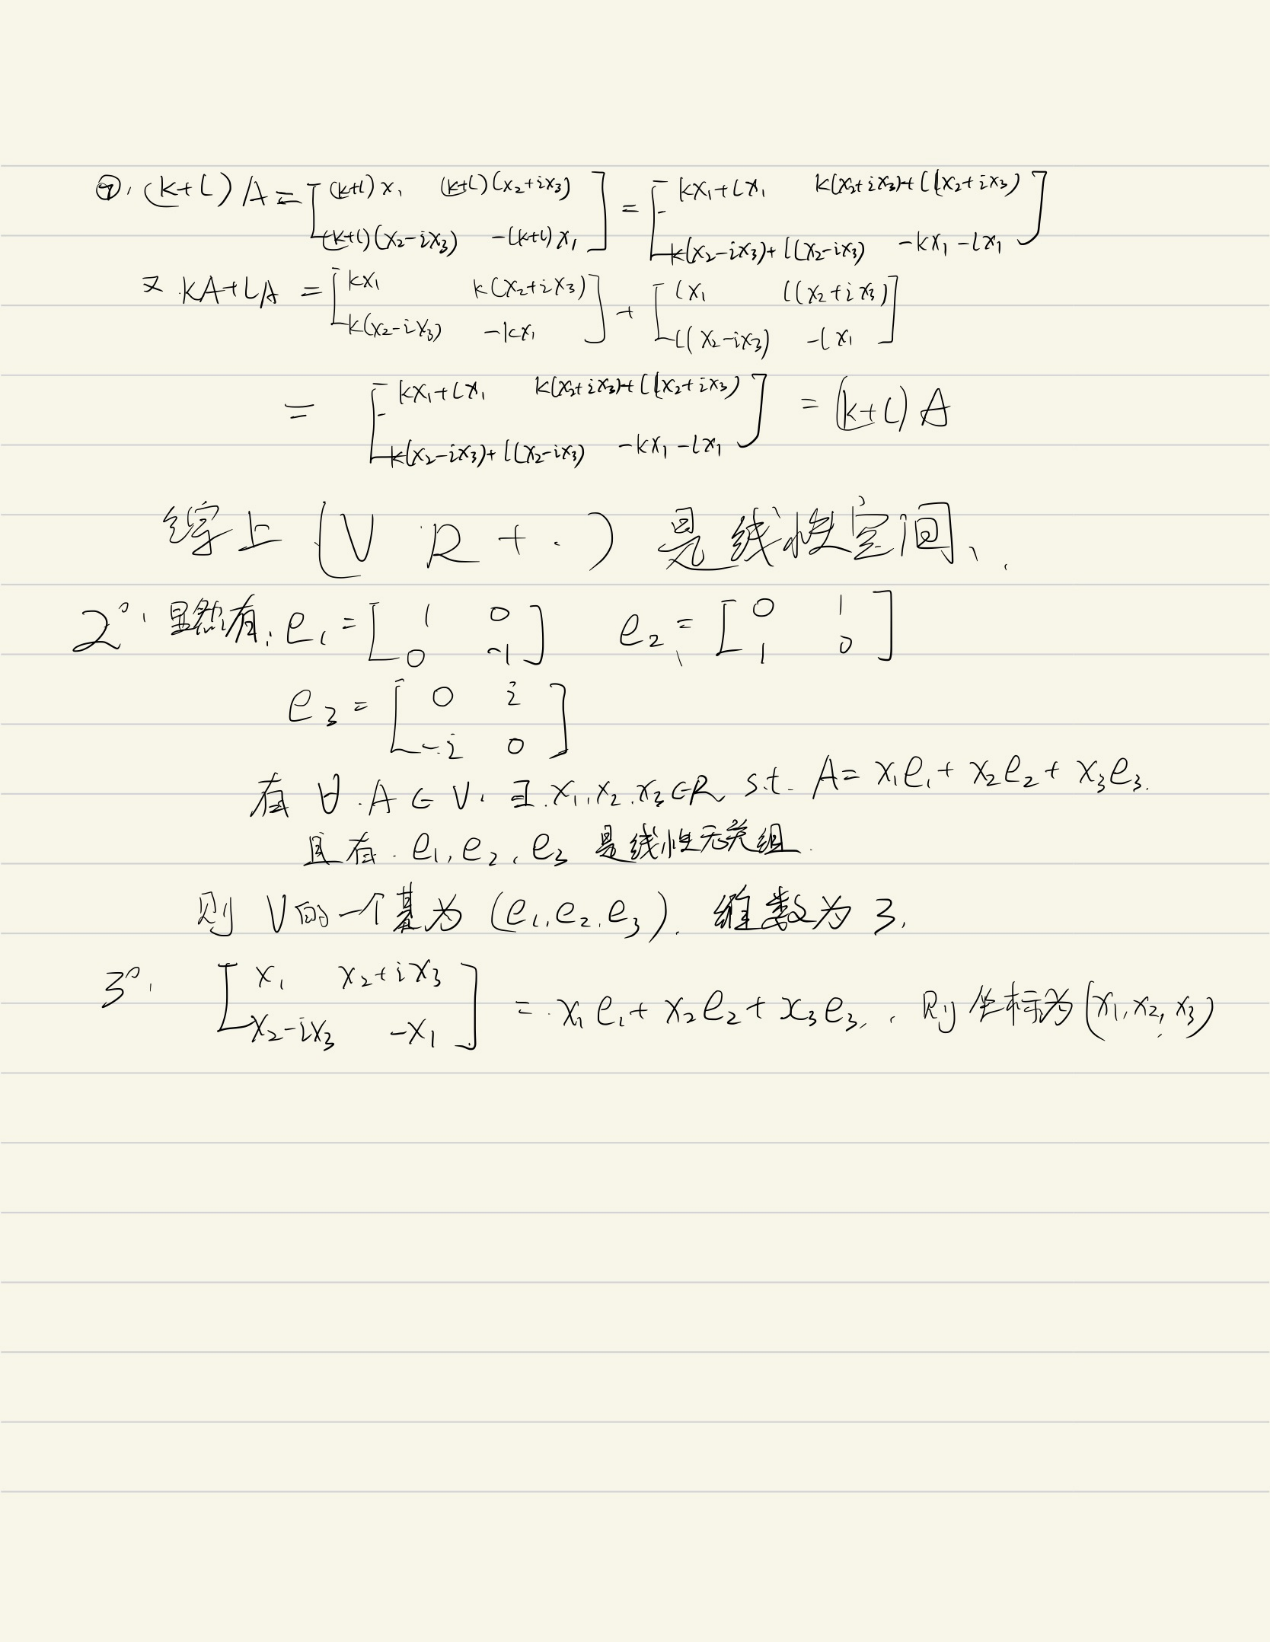 ⑦. (k+l) A = [ (k+l)x₁ (k+l)(x₂+ix₃) ; (k+l)(x₂-ix₃) -(k+l)x₁ ] = [ kx₁+lx₁ k(x₂+ix₃)+l(x₂+ix₃) ; k(x₂-ix₃)+l(x₂-ix₃) -kx₁-lx₁ ]
又 kA+lA = [ kx₁ k(x₂+ix₃) ; k(x₂-ix₃) -kx₁ ] + [ lx₁ l(x₂+ix₃) ; l(x₂-ix₃) -lx₁ ]
= [ kx₁+lx₁ k(x₂+ix₃)+l(x₂+ix₃) ; k(x₂-ix₃)+l(x₂-ix₃) -kx₁-lx₁ ] = (k+l) A
综上 (V R + ·) 是线性空间.
2°. 显然有: e₁ = [ 1 0 ; 0 -1 ] e₂ = [ 0 1 ; 1 0 ]
e₃ = [ 0 i ; -i 0 ]
有 ∀ A ∈ V. ∃ x₁,x₂,x₃∈R s.t. A = x₁e₁ + x₂e₂ + x₃e₃.
且有 e₁, e₂, e₃ 是线性无关组.
则 V的一个基为 (e₁,e₂,e₃). 维数为 3.
3°. [ x₁ x₂+ix₃ ; x₂-ix₃ -x₁ ] = x₁e₁ + x₂e₂ + x₃e₃, 则坐标为 (x₁,x₂,x₃)